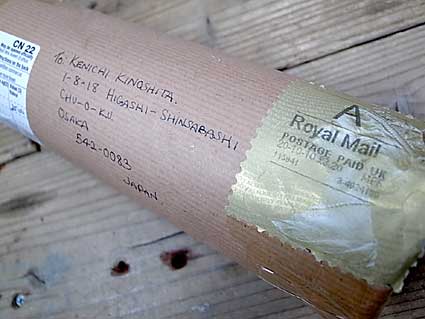 CN 22
To KENICHI KINOSHITA.
1-8-18 HIGASHI-SHINSABASHI
CHU-O-KU
OSAKA
542-0083
JAPAN
A
Royal Mail
POSTAGE PAID UK